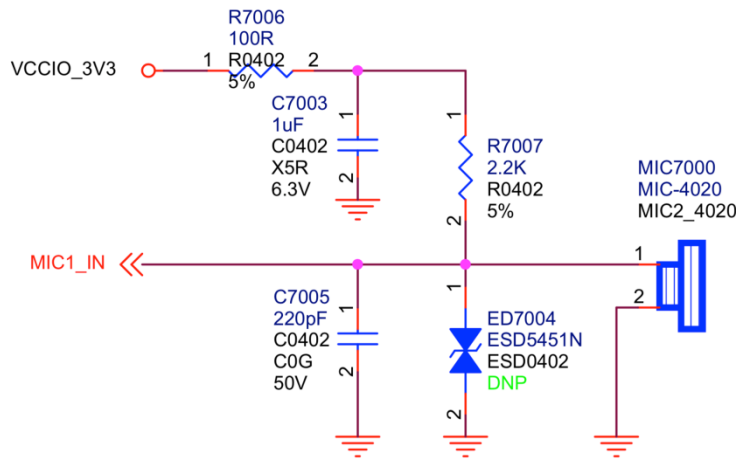 R7006
100R
1
2
R0402
5%
VCCIO_3V3
C7003
1uF
C0402
X5R
6.3V
1
2
1
R7007
2.2K
R0402
5%
2
MIC7000
MIC-4020
MIC2_4020
1
2
MIC1_IN
C7005
220pF
C0402
C0G
50V
1
2
1
ED7004
ESD5451N
ESD0402
DNP
2